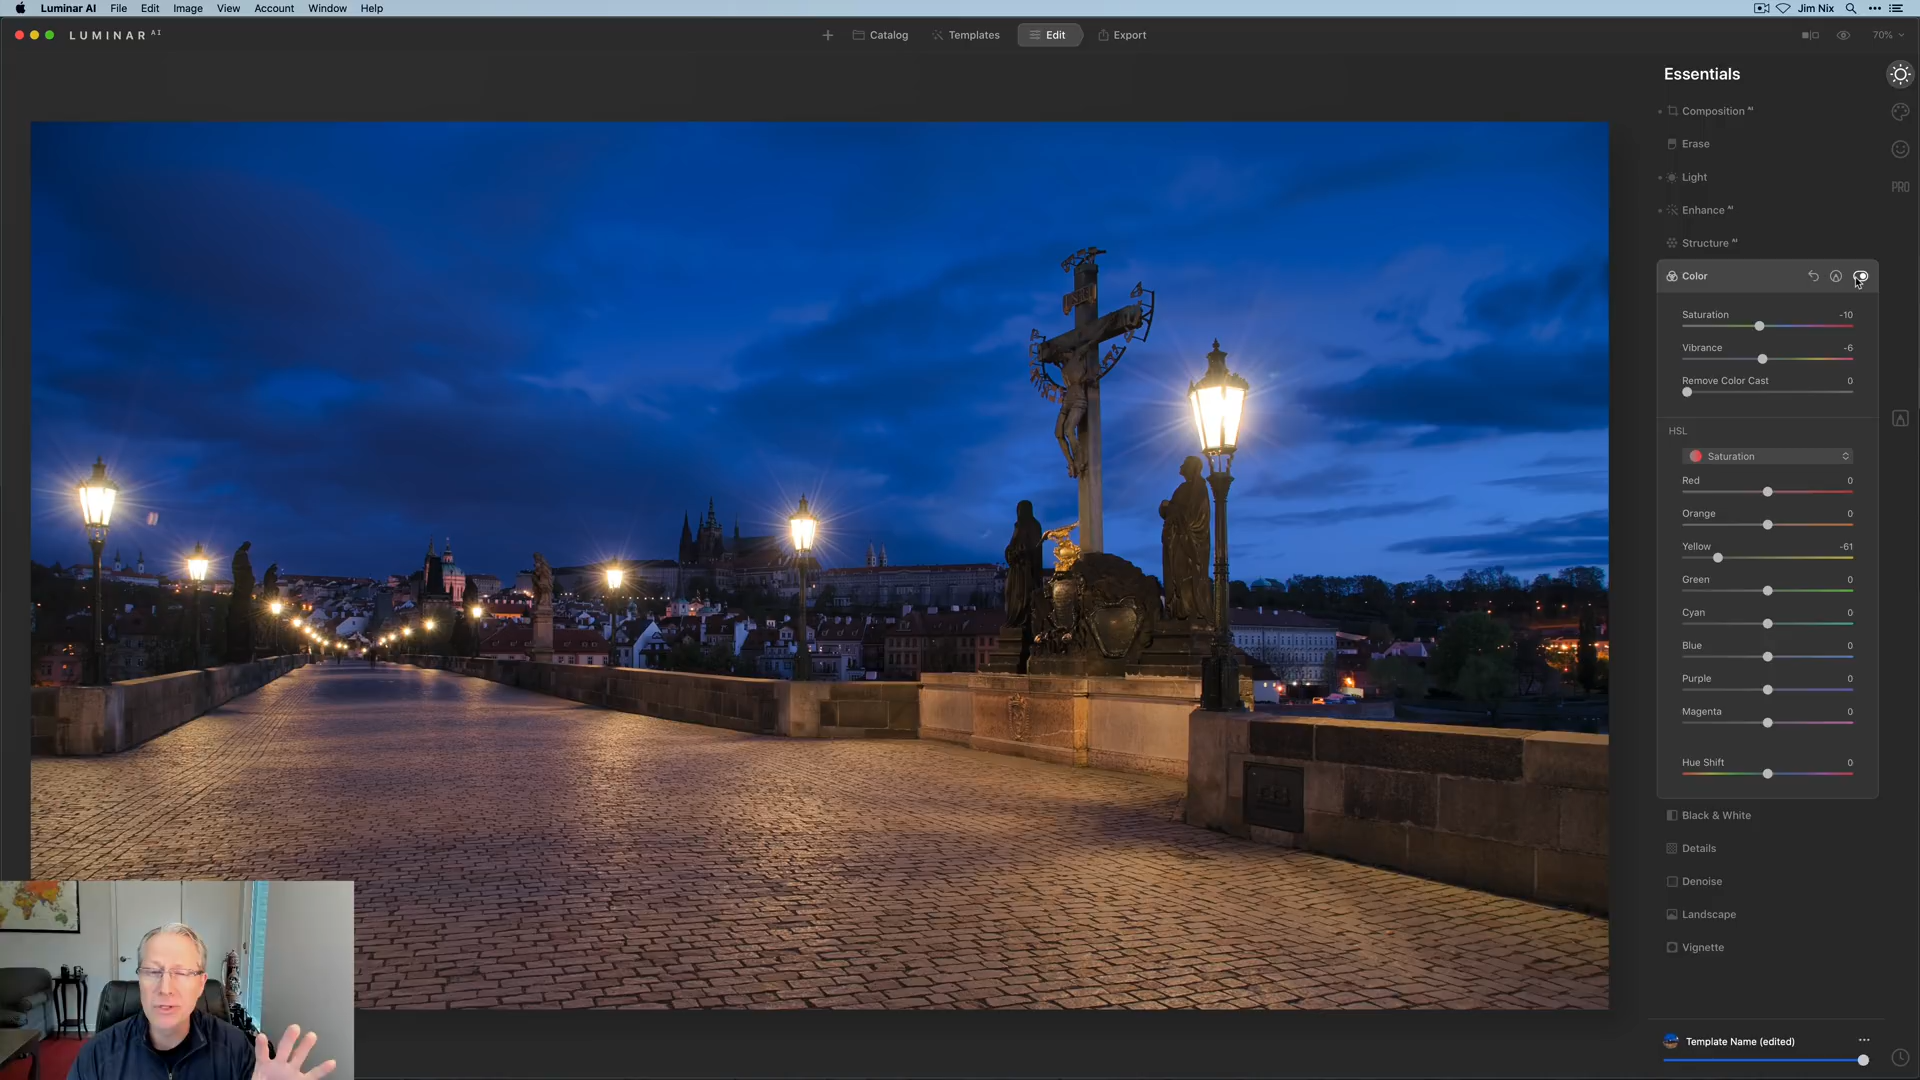 Luminar AI File Edit Image View Account Window Help Jim Nix
LUMINAR AI
Catalog Templates Edit Export 70%
Essentials
Composition AI
Erase
Light
PRO
Enhance AI
Structure AI
Color
Saturation -10
Vibrance -6
Remove Color Cast 0
HSL
Saturation
Red 0
Orange 0
Yellow -61
Green 0
Cyan 0
Blue 0
Purple 0
Magenta 0
Hue Shift 0
Black & White
Details
Denoise
Landscape
Vignette
Template Name (edited)